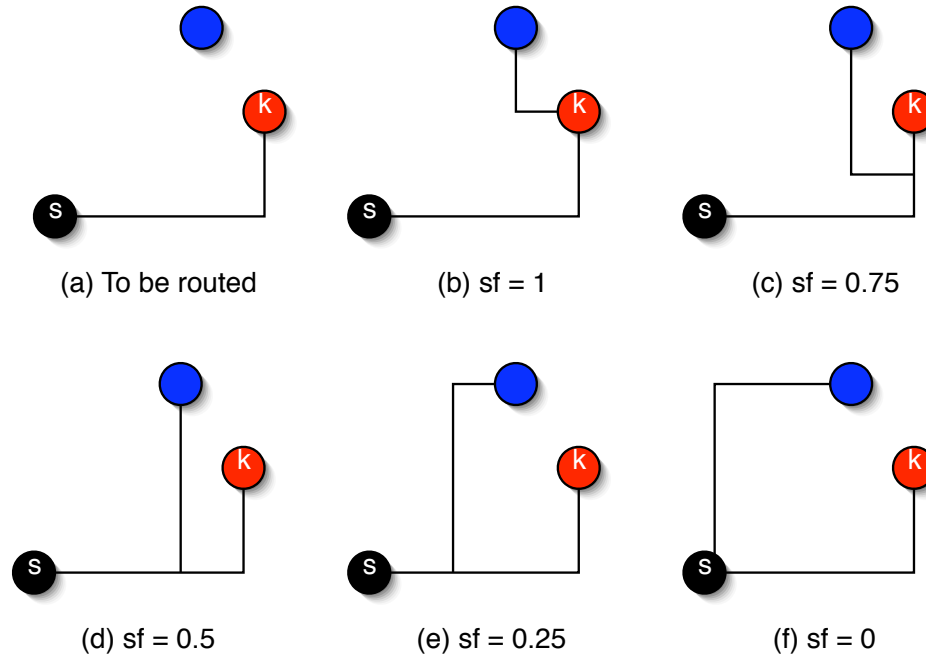 k
s
(a) To be routed
k
s
(b) sf = 1
k
s
(c) sf = 0.75
k
s
(d) sf = 0.5
k
s
(e) sf = 0.25
k
s
(f) sf = 0